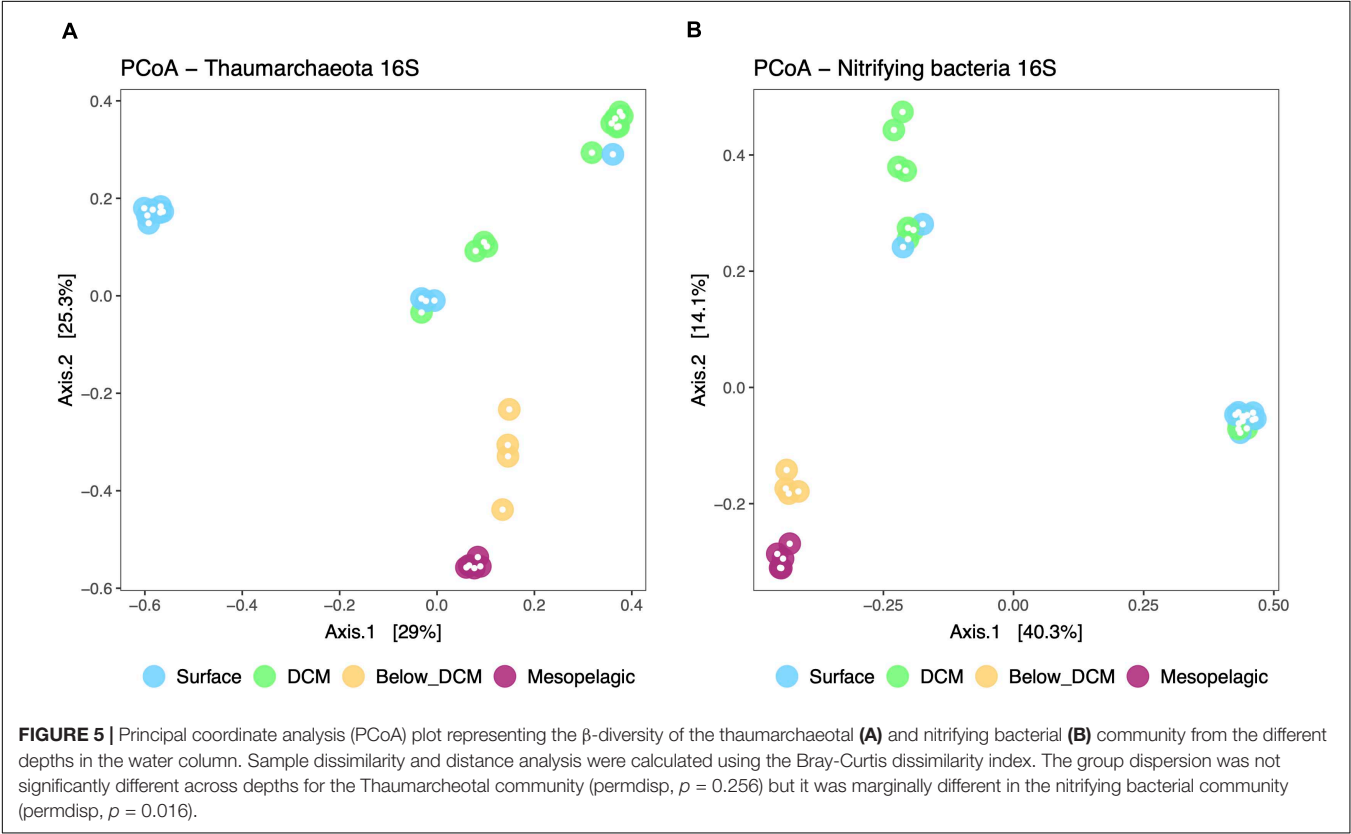 A
B
PCoA – Thaumarchaeota 16S
PCoA – Nitrifying bacteria 16S
0.4
0.2
0.0
−0.2
−0.4
−0.6
Axis.2 [25.3%]
−0.6 −0.4 −0.2 0.0 0.2 0.4
Axis.1 [29%]
Surface DCM Below_DCM Mesopelagic
0.4
0.2
0.0
−0.2
Axis.2 [14.1%]
−0.25 0.00 0.25 0.50
Axis.1 [40.3%]
Surface DCM Below_DCM Mesopelagic
FIGURE 5 | Principal coordinate analysis (PCoA) plot representing the β-diversity of the thaumarchaeotal (A) and nitrifying bacterial (B) community from the different
depths in the water column. Sample dissimilarity and distance analysis were calculated using the Bray-Curtis dissimilarity index. The group dispersion was not
significantly different across depths for the Thaumarcheotal community (permdisp, p = 0.256) but it was marginally different in the nitrifying bacterial community
(permdisp, p = 0.016).